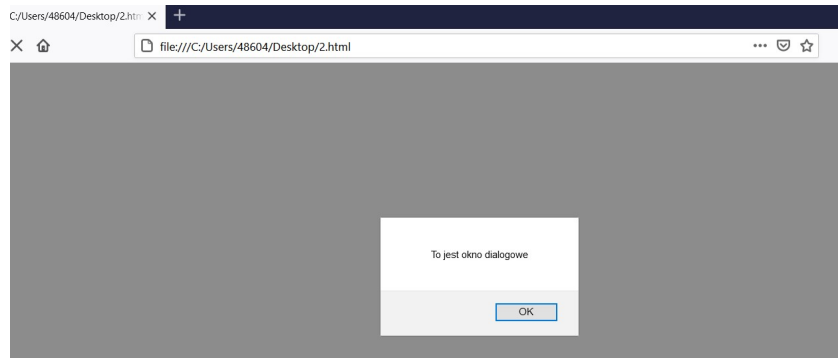 C:/Users/48604/Desktop/2.htm
file:///C:/Users/48604/Desktop/2.html
To jest okno dialogowe
OK